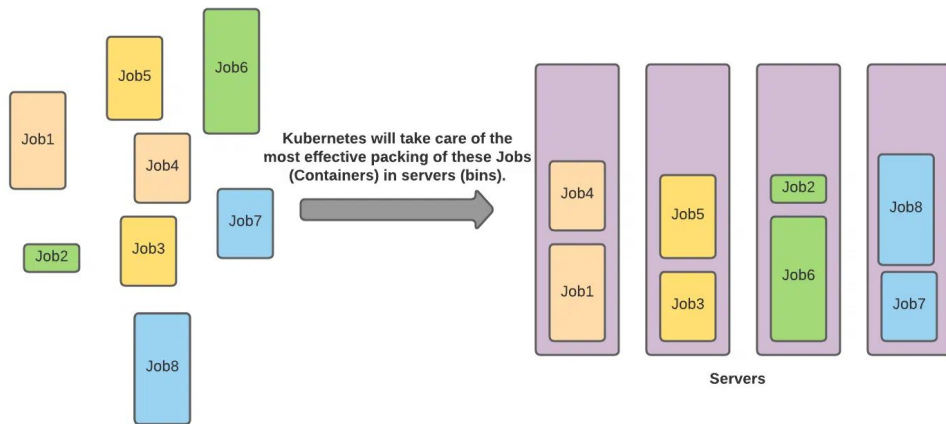 Job6
Job5
Job1
Job4
Job7
Job3
Job2
Job8
Kubernetes will take care of the
most effective packing of these Jobs
(Containers) in servers (bins).
Job4
Job1
Job5
Job3
Job2
Job6
Job8
Job7
Servers